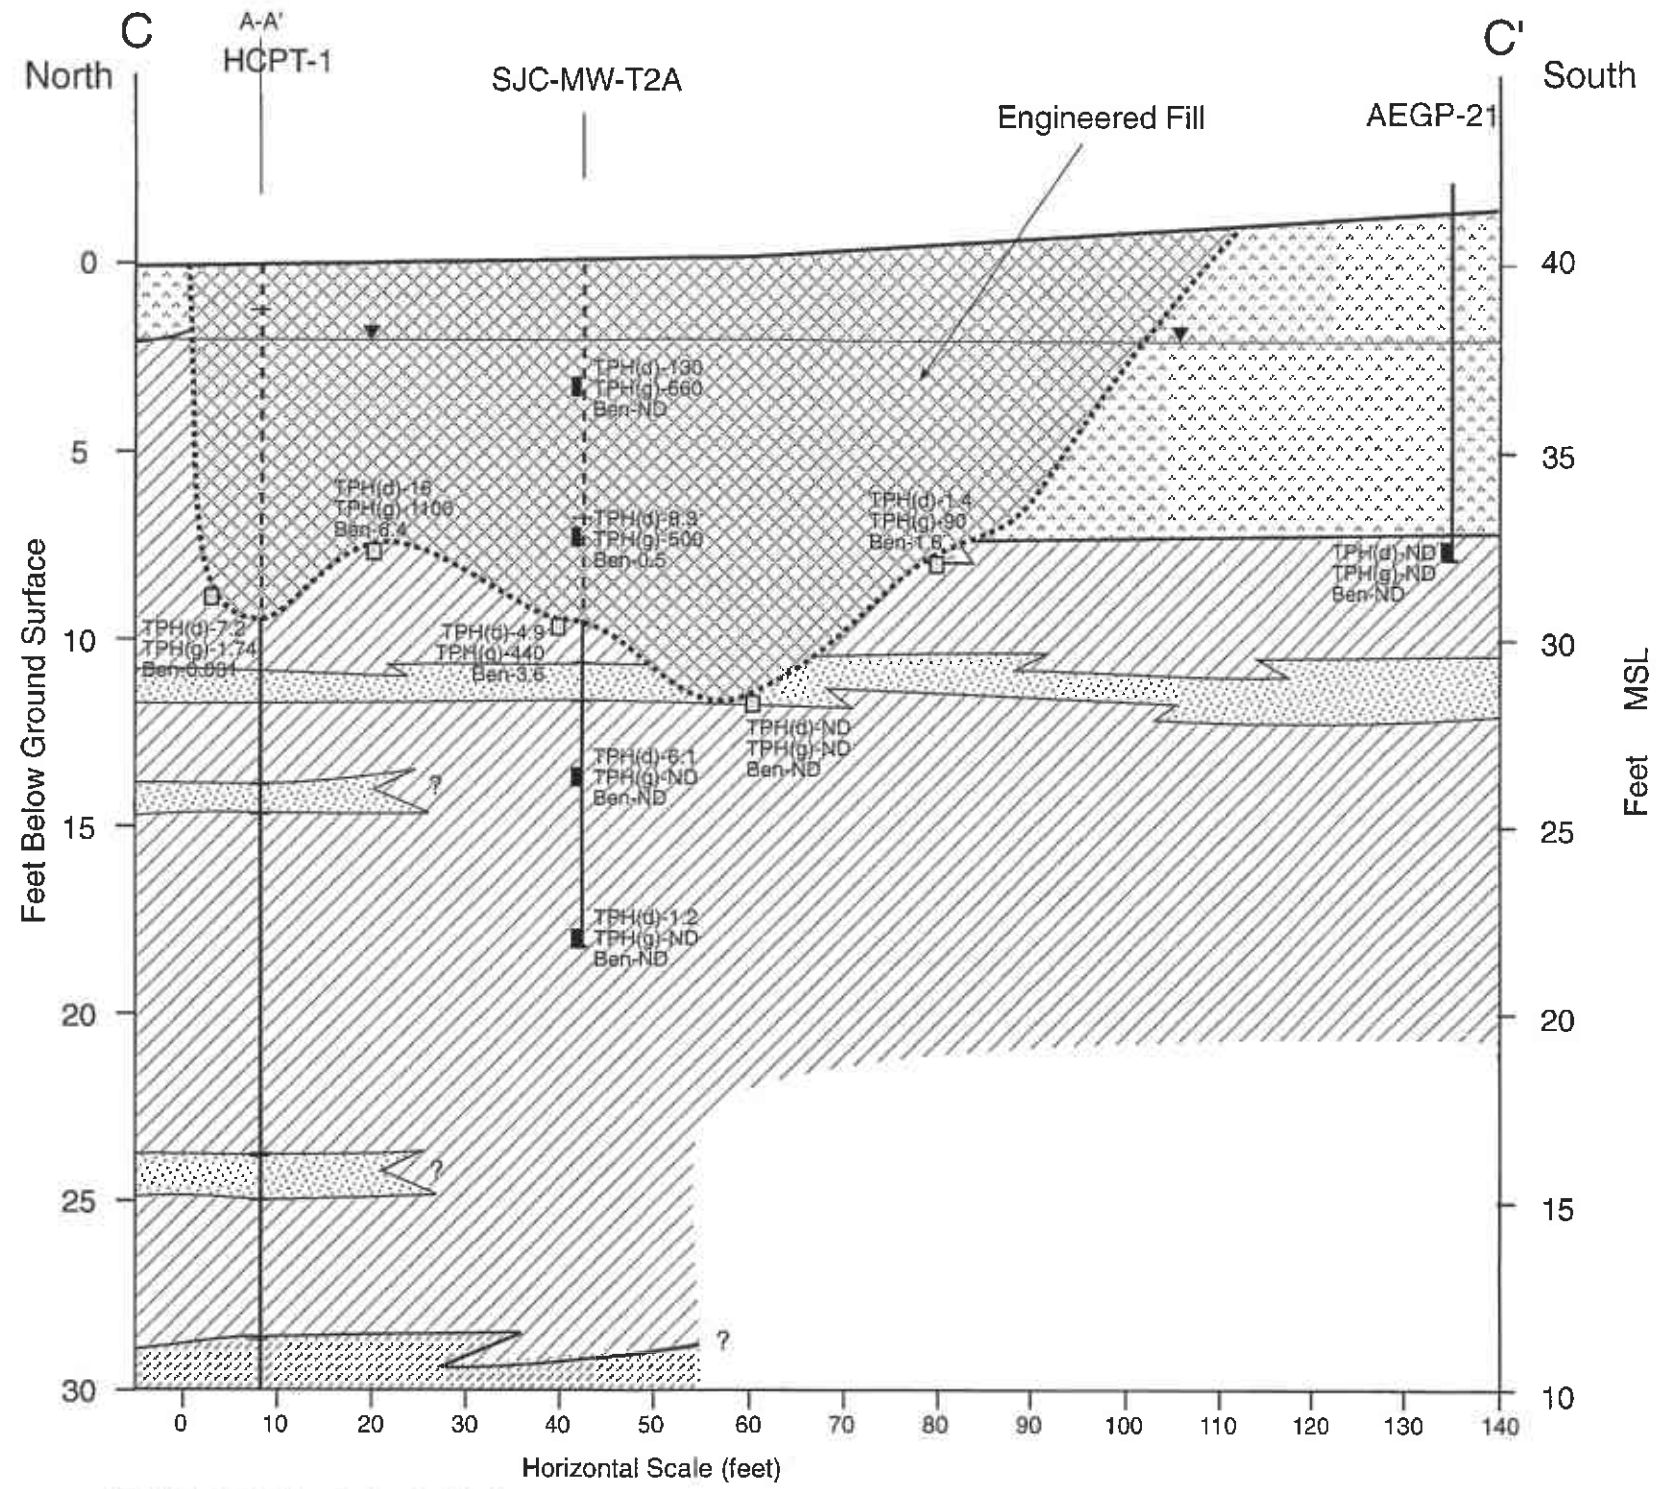 C
A-A'
C'
North
HCPT-1
SJC-MW-T2A
South
Engineered Fill
AEGP-21
0
40
TPH(d)-130
TPH(g)-560
Ben-ND
5
35
TPH(d)-16
TPH(g)-1100
Ben-6.4
TPH(d)-8.3
TPH(g)-500
Ben-0.5
TPH(d)-1.4
TPH(g)-90
Ben-1.6
TPH(d)-ND
TPH(g)-ND
Ben-ND
10
30
TPH(d)-7.2
TPH(g)-1.74
Ben-0.031
TPH(d)-4.9
TPH(g)-440
Ben-3.6
TPH(d)-ND
TPH(g)-ND
Ben-ND
TPH(d)-6.1
TPH(g)-ND
Ben-ND
?
15
25
TPH(d)-1.2
TPH(g)-ND
Ben-ND
20
20
?
25
15
?
30
10
Feet Below Ground Surface
Feet MSL
0 10 20 30 40 50 60 70 80 90 100 110 120 130 140
Horizontal Scale (feet)